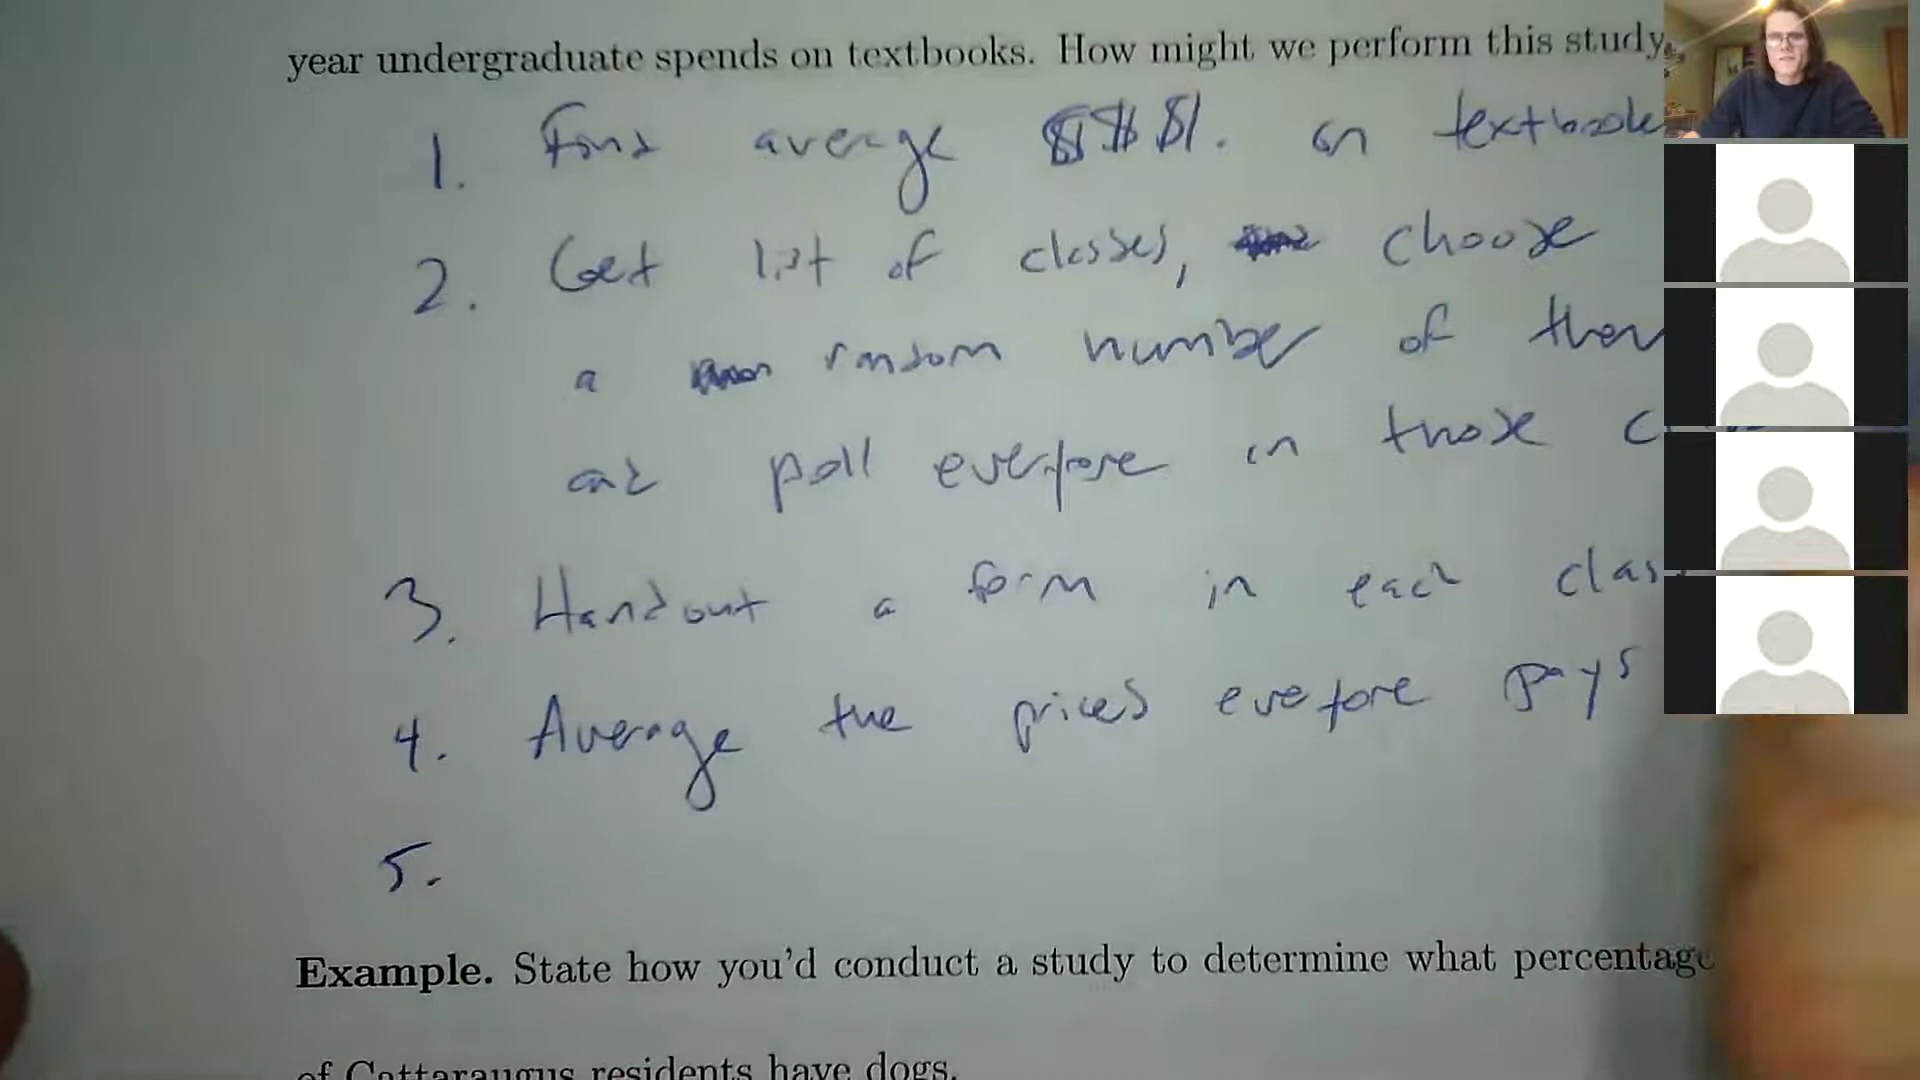 year undergraduate spends on textbooks. How might we perform this study
1. Find average $$$. on textbook
2. Get list of classes, choose
a random number of them
and poll everyone in those
3. Handout a form in each clas
4. Average the prices everyone pays
5.
Example. State how you'd conduct a study to determine what percentage
of Cattaraugus residents have dogs.